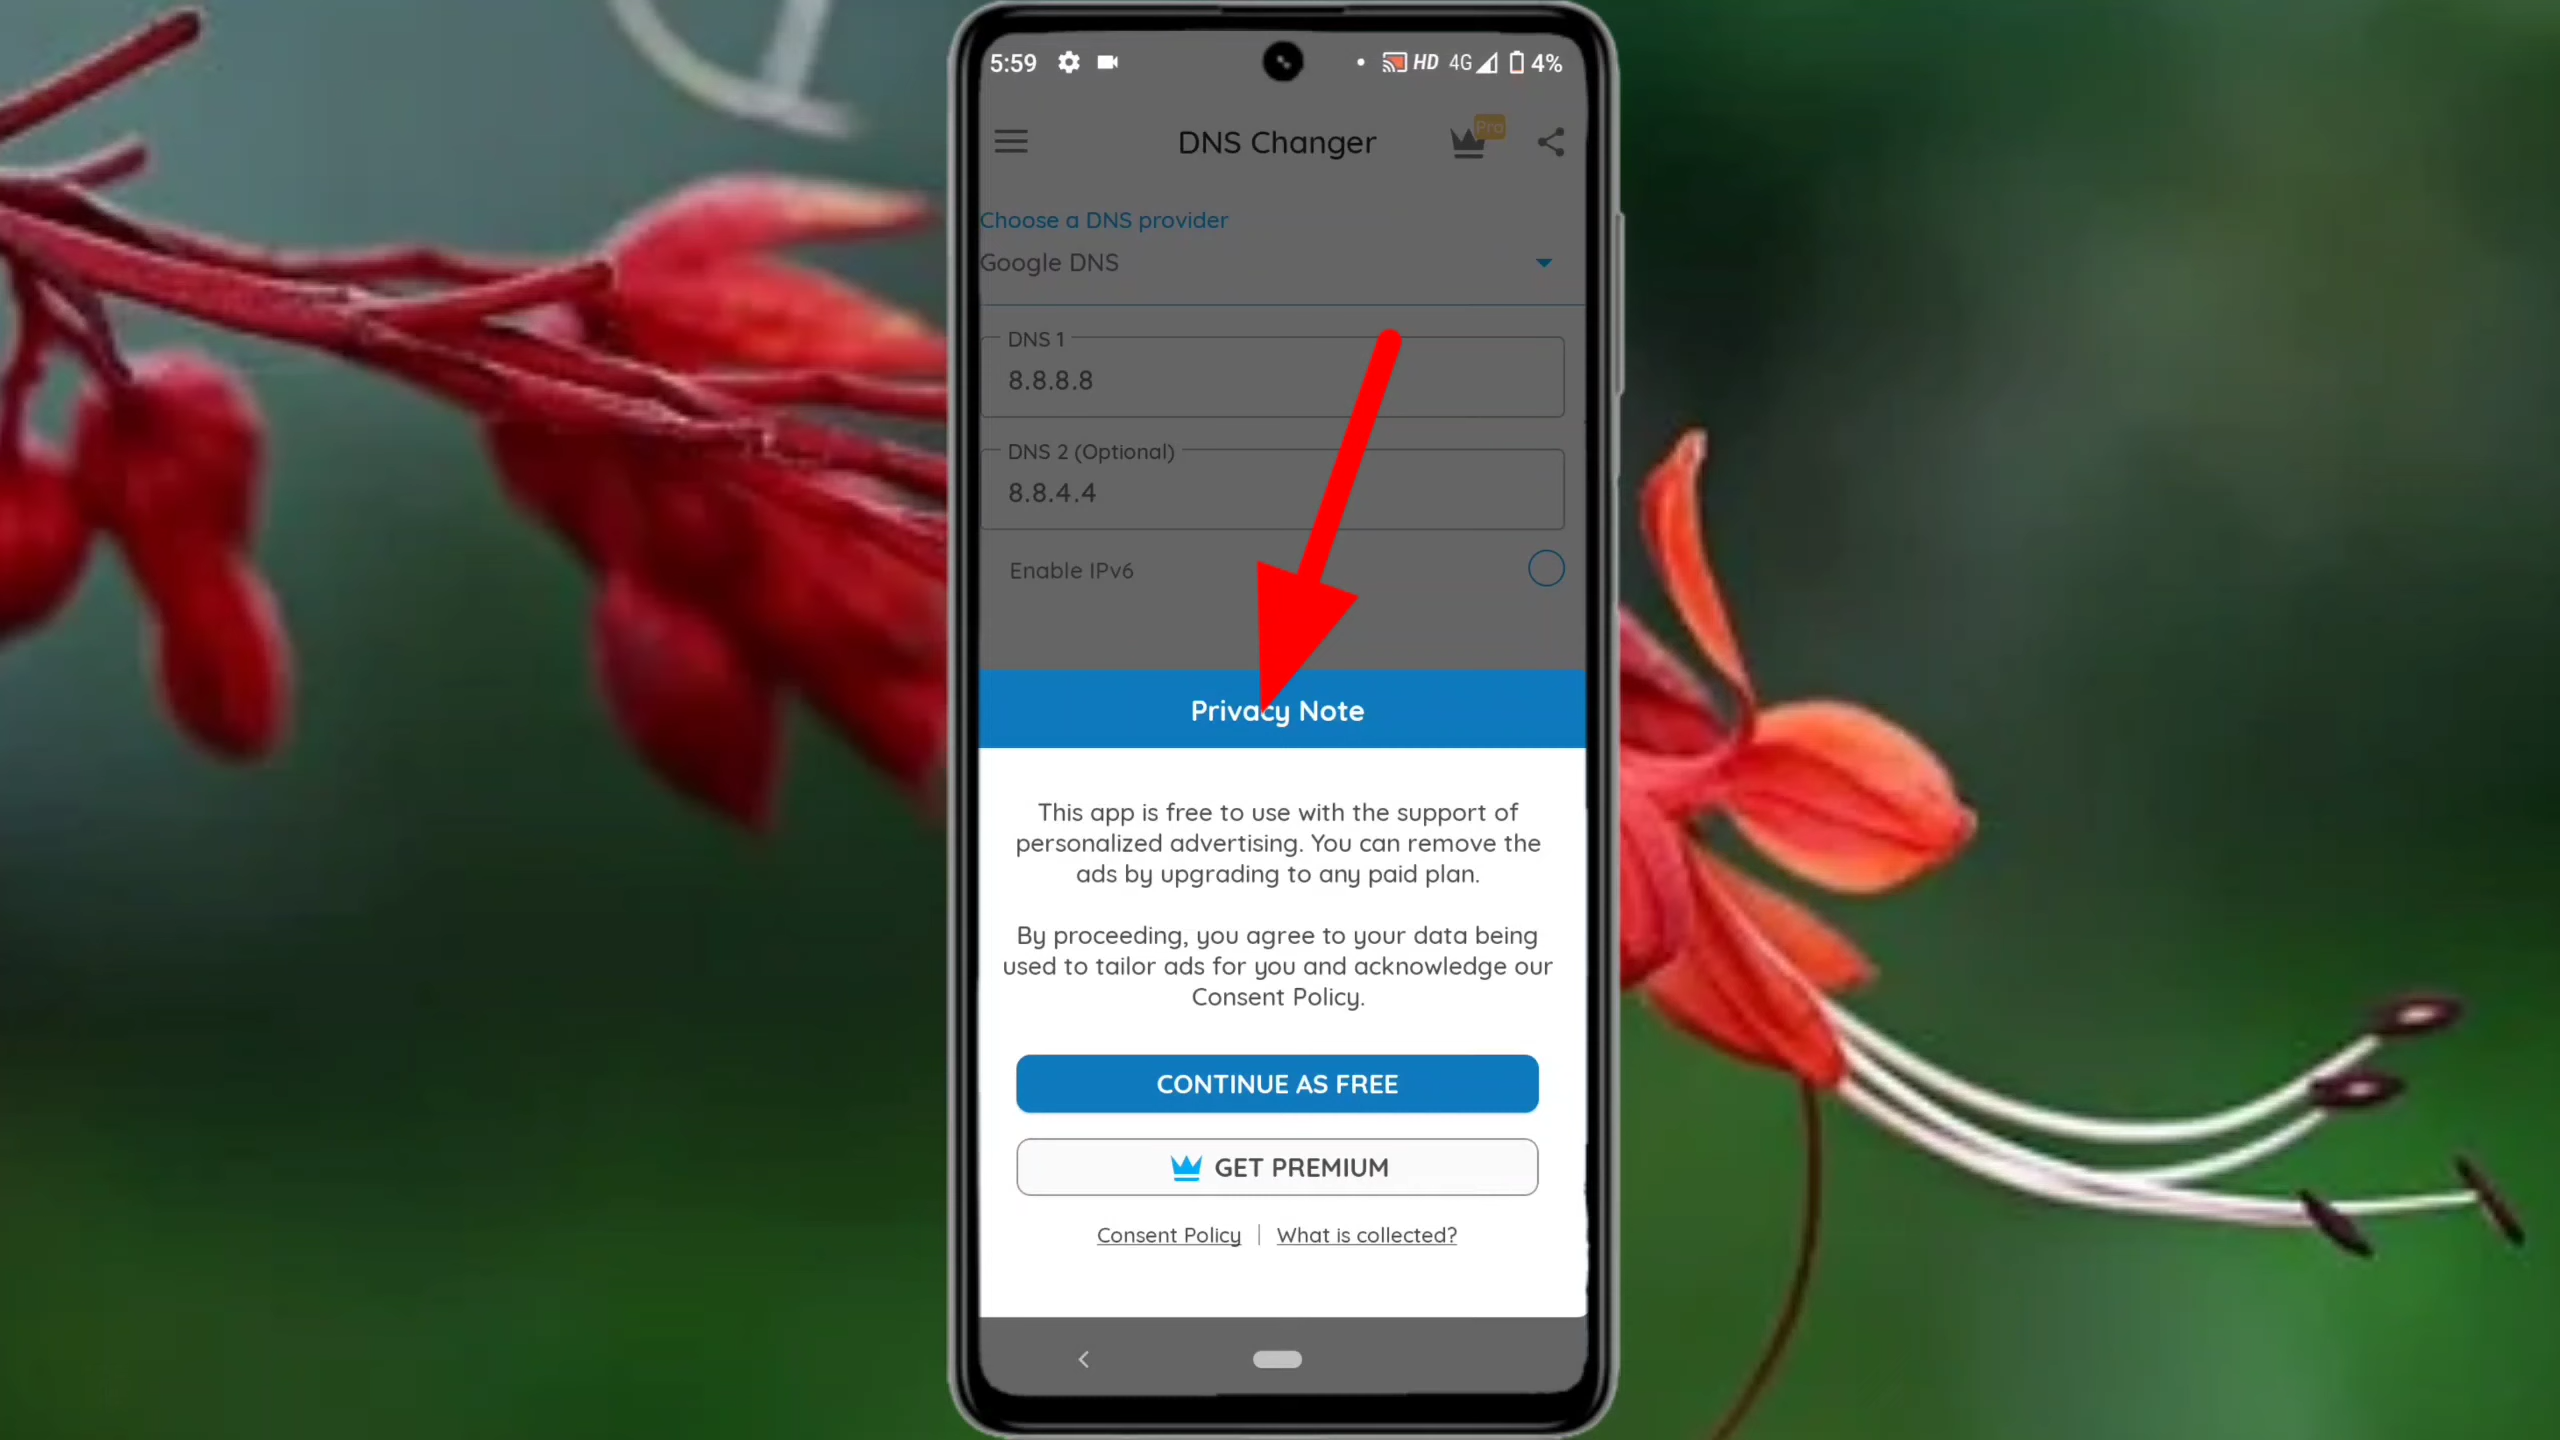 5:59 HD 4G 4%
DNS Changer Pro
Choose a DNS provider
Google DNS
DNS 1
8.8.8.8
DNS 2 (Optional)
8.8.4.4
Enable IPv6
Privacy Note
This app is free to use with the support of
personalized advertising. You can remove the
ads by upgrading to any paid plan.
By proceeding, you agree to your data being
used to tailor ads for you and acknowledge our
Consent Policy.
CONTINUE AS FREE
GET PREMIUM
Consent Policy | What is collected?